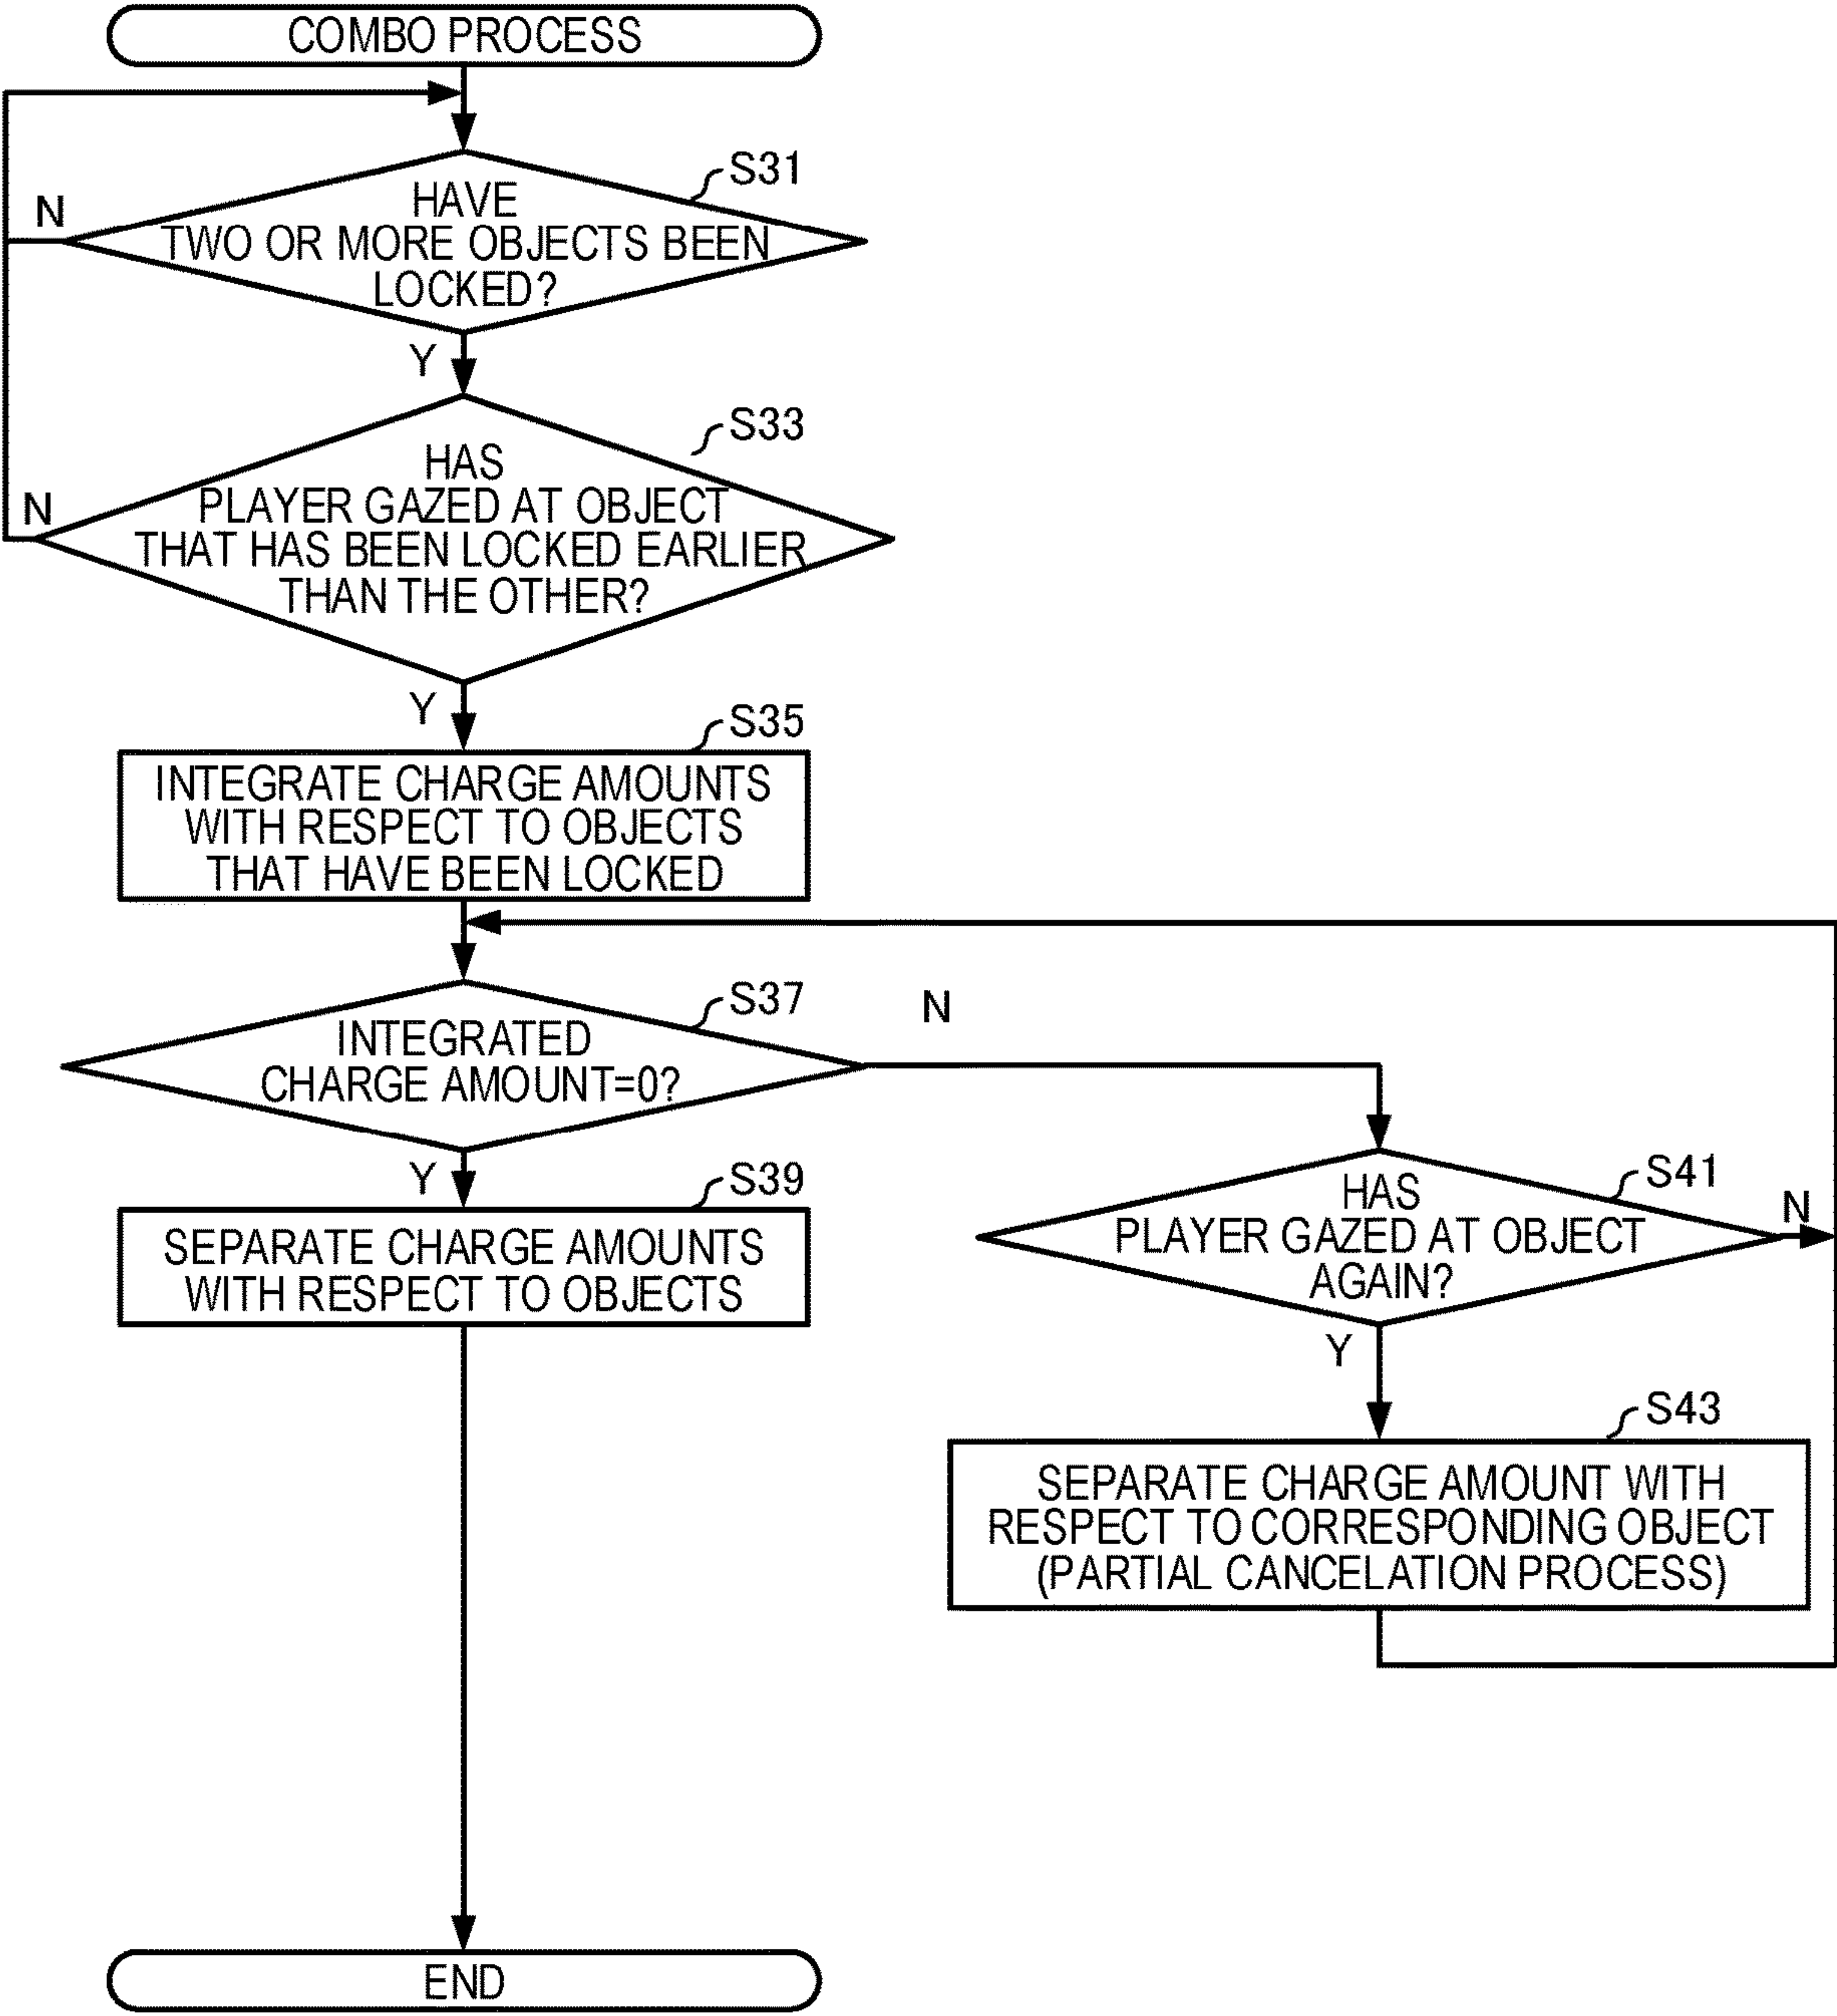 COMBO PROCESS
S31
HAVE
TWO OR MORE OBJECTS BEEN
LOCKED?
N
Y
S33
HAS
PLAYER GAZED AT OBJECT
THAT HAS BEEN LOCKED EARLIER
THAN THE OTHER?
N
Y
S35
INTEGRATE CHARGE AMOUNTS
WITH RESPECT TO OBJECTS
THAT HAVE BEEN LOCKED
S37
INTEGRATED
CHARGE AMOUNT=0?
N
Y
S39
SEPARATE CHARGE AMOUNTS
WITH RESPECT TO OBJECTS
S41
HAS
PLAYER GAZED AT OBJECT
AGAIN?
N
Y
S43
SEPARATE CHARGE AMOUNT WITH
RESPECT TO CORRESPONDING OBJECT
(PARTIAL CANCELATION PROCESS)
END